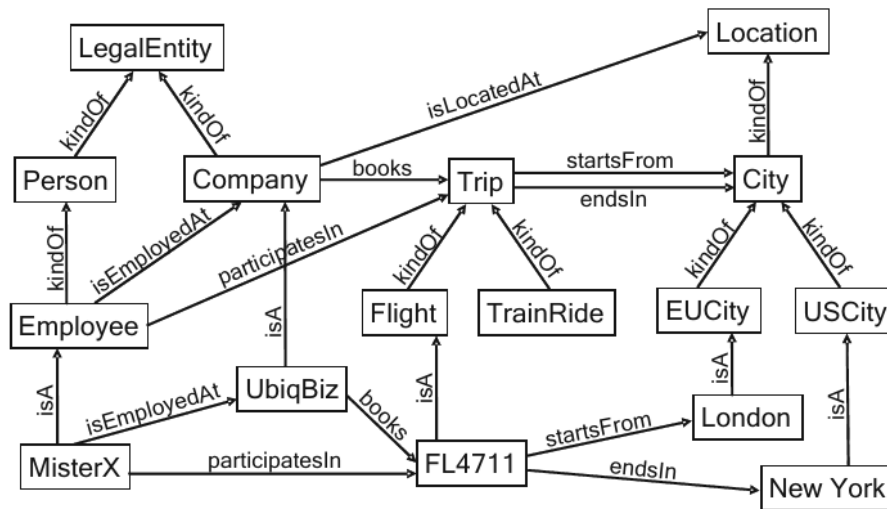 LegalEntity
Location
kindOf
kindOf
isLocatedAt
kindOf
Person
Company
books
Trip
startsFrom
endsIn
City
kindOf
isEmployedAt
participatesIn
kindOf
kindOf
kindOf
kindOf
Employee
isA
Flight
TrainRide
EUCity
USCity
isA
isEmployedAt
UbiqBiz
books
isA
isA
isA
London
startsFrom
MisterX
participatesIn
FL4711
endsIn
New York